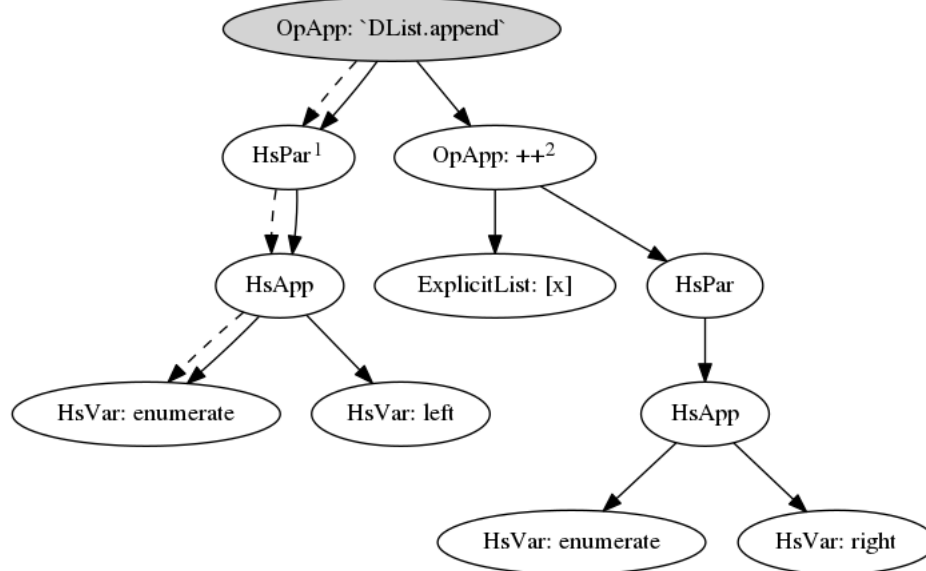 OpApp: `DList.append`
HsPar¹
OpApp: ++²
HsApp
ExplicitList: [x]
HsPar
HsVar: enumerate
HsVar: left
HsApp
HsVar: enumerate
HsVar: right